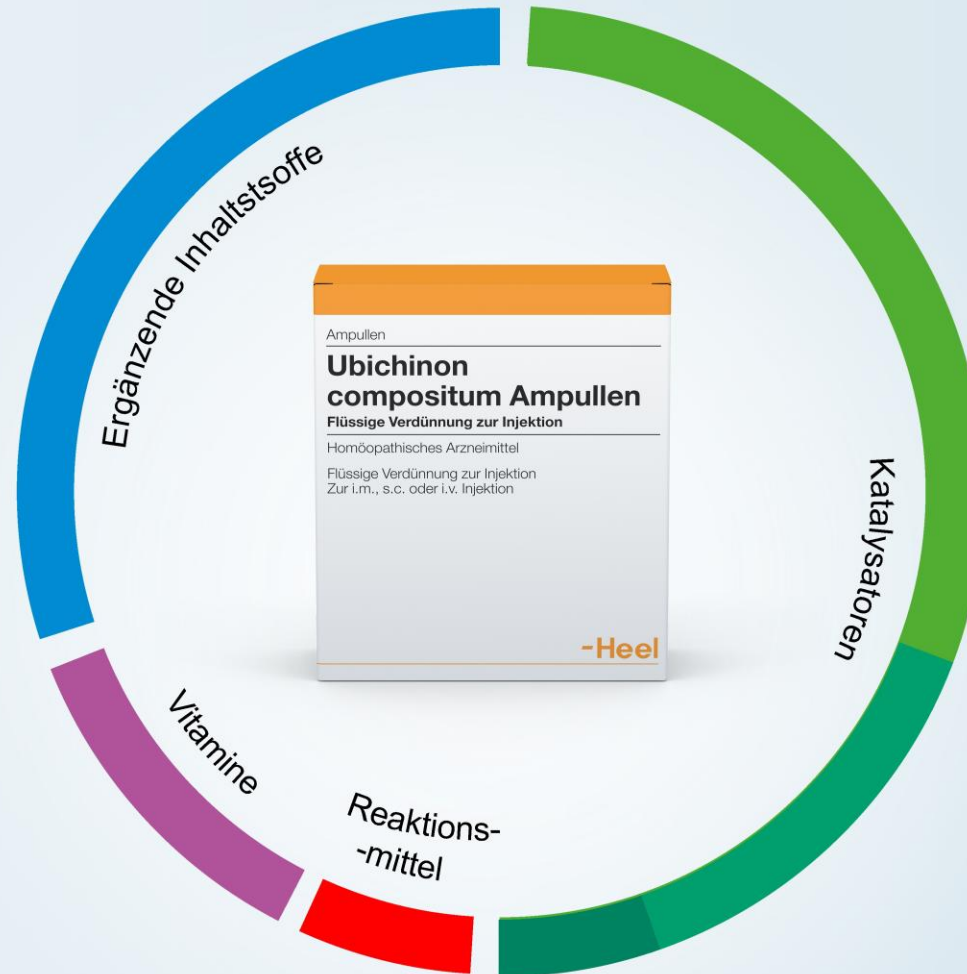 Ergänzende Inhaltstsoffe
Ampullen
Ubichinon
compositum Ampullen
Flüssige Verdünnung zur Injektion
Homöopathisches Arzneimittel
Flüssige Verdünnung zur Injektion
Zur i.m., s.c. oder i.v. Injektion
-Heel
Katalysatoren
Vitamine
Reaktions-
-mittel